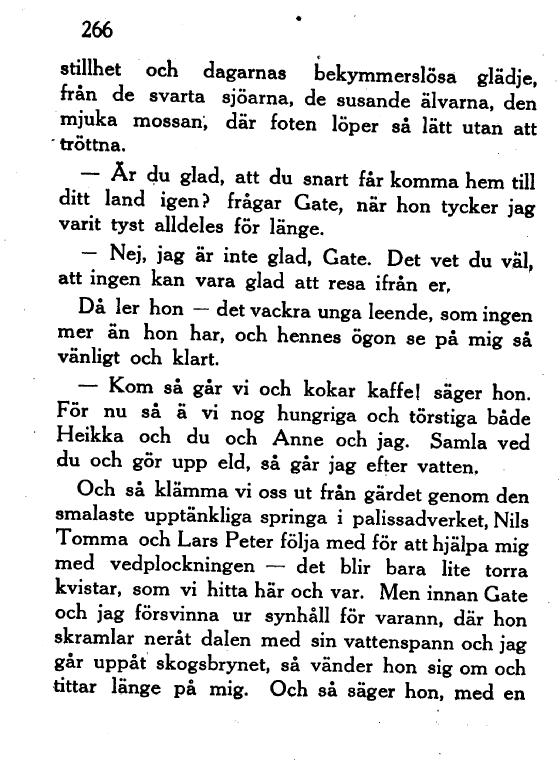 266
stillhet och dagarnas bekymmerslösa glädje,
från de svarta sjöarna, de susande älvarna, den
mjuka mossan, där foten löper så lätt utan att
tröttna.
— Är du glad, att du snart får komma hem till
ditt land igen? frågar Gate, när hon tycker jag
varit tyst alldeles för länge.
— Nej, jag är inte glad, Gate. Det vet du väl,
att ingen kan vara glad att resa ifrån er.
Då ler hon — det vackra unga leende, som ingen
mer än hon har, och hennes ögon se på mig så
vänligt och klart.
— Kom så går vi och kokar kaffe! säger hon.
För nu så ä vi nog hungriga och törstiga både
Heikka och du och Anne och jag. Samla ved
du och gör upp eld, så går jag efter vatten.
Och så klämma vi oss ut från gärdet genom den
smalaste upptänkliga springa i palissadverket, Nils
Tomma och Lars Peter följa med för att hjälpa mig
med vedplockningen — det blir bara lite torra
kvistar, som vi hitta här och var. Men innan Gate
och jag försvinna ur synhåll för varann, där hon
skramlar neråt dalen med sin vattenspann och jag
går uppåt skogsbrynet, så vänder hon sig om och
tittar länge på mig. Och så säger hon, med en